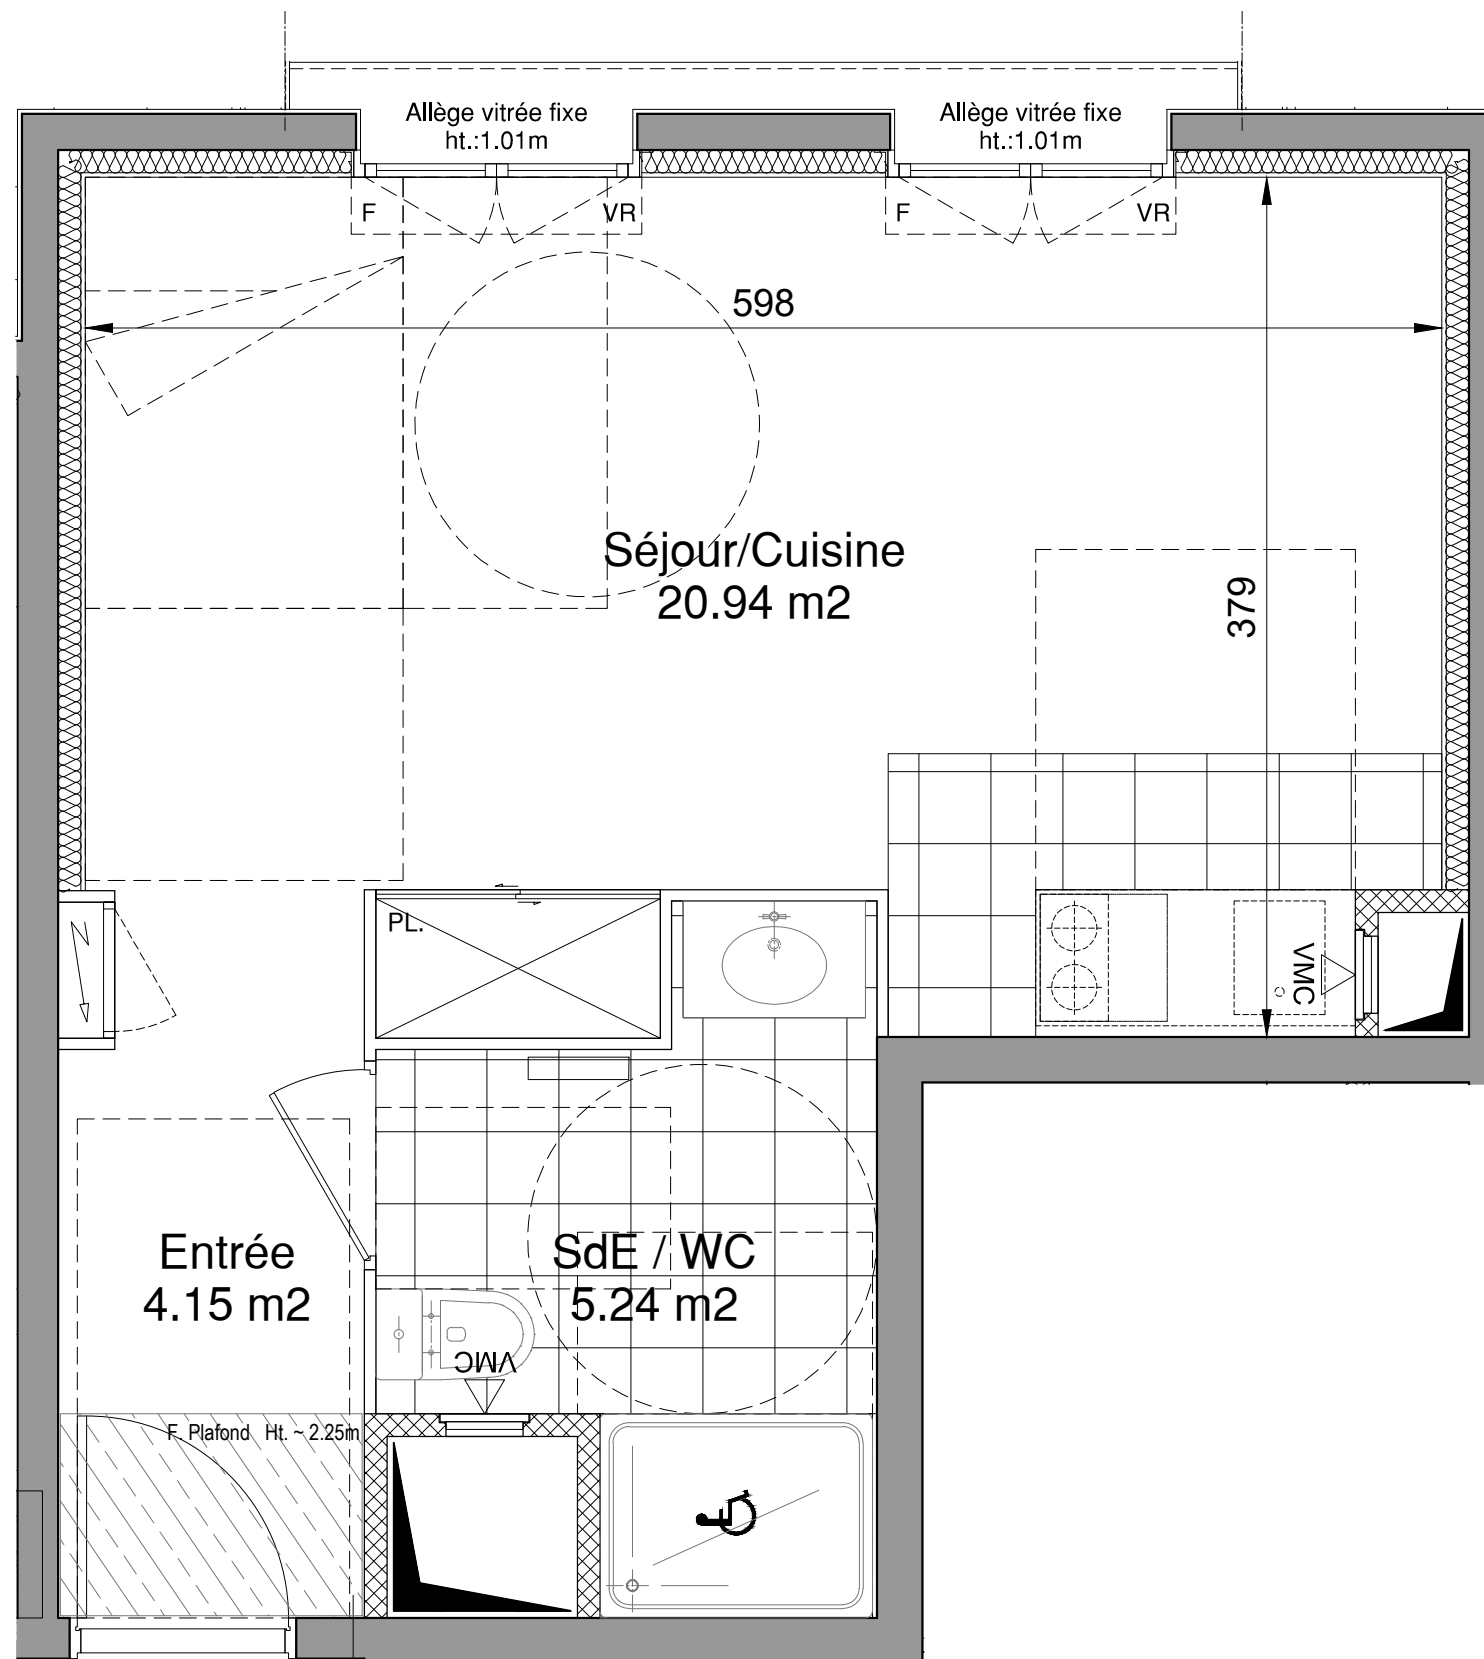 Allège vitrée fixe
ht.:1.01m
Allège vitrée fixe
ht.:1.01m
F
VR
F
VR
598
Séjour/Cuisine
20.94 m2
379
PL.
VMC
Entrée
4.15 m2
SdE / WC
5.24 m2
VMC
F. Plafond Ht. ~ 2.25m